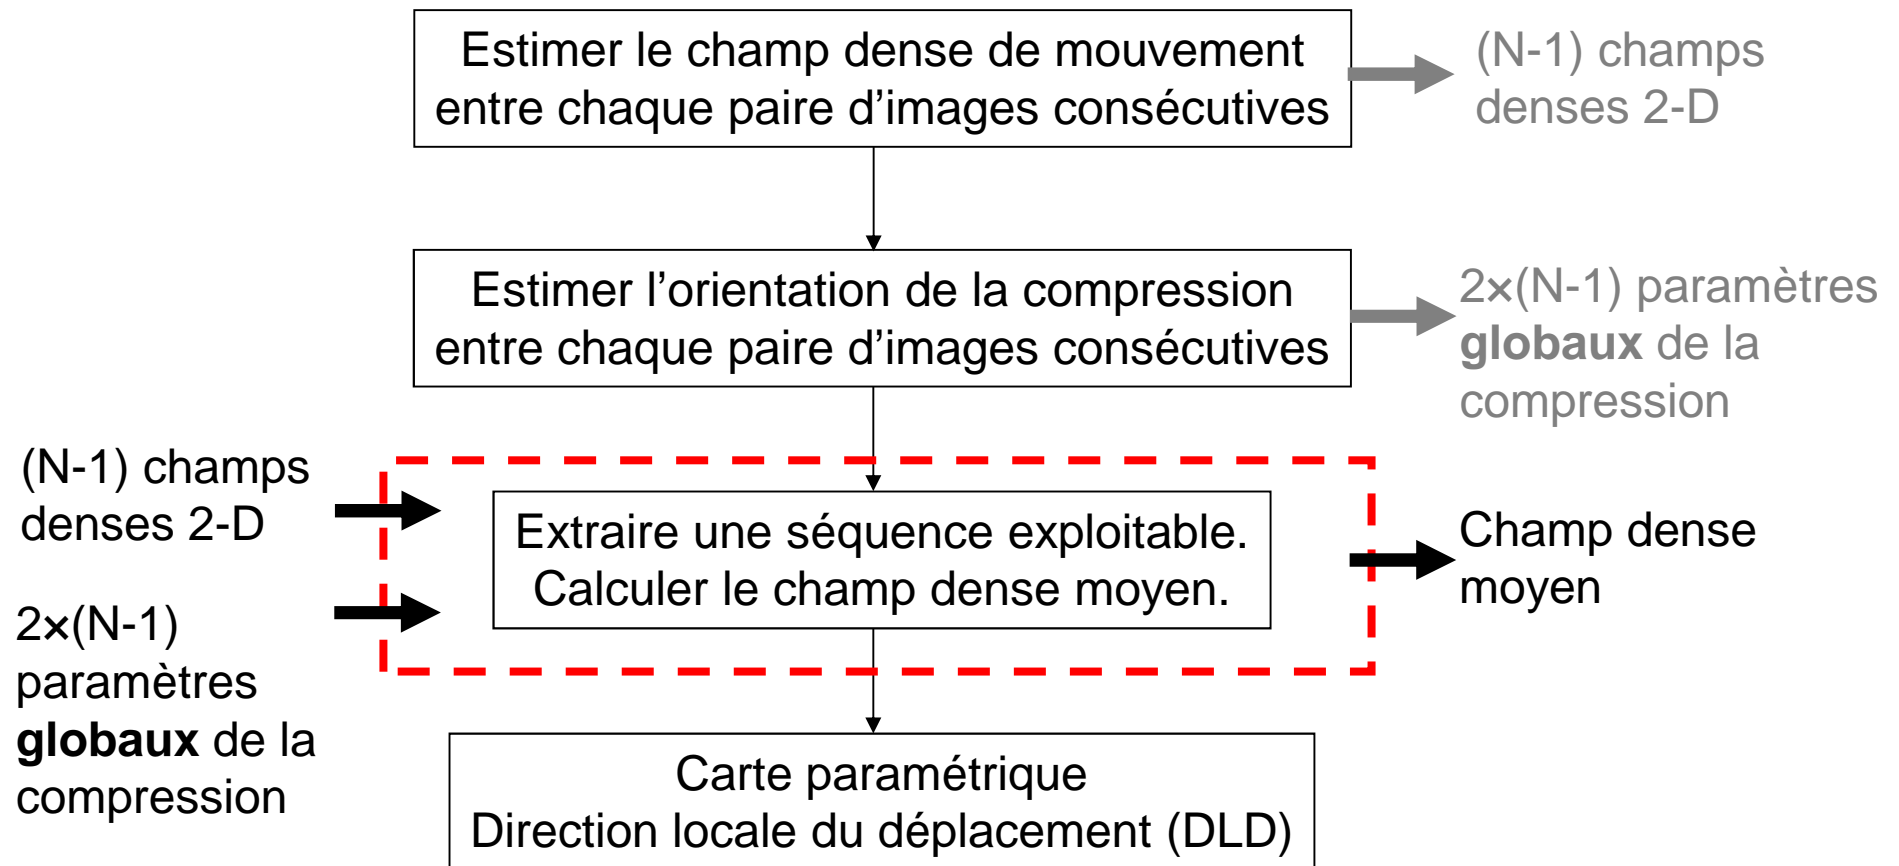 Estimer le champ dense de mouvement
entre chaque paire d’images consécutives
(N-1) champs
denses 2-D
Estimer l’orientation de la compression
entre chaque paire d’images consécutives
2×(N-1) paramètres
globaux de la
compression
(N-1) champs
denses 2-D
2×(N-1)
paramètres
globaux de la
compression
Extraire une séquence exploitable.
Calculer le champ dense moyen.
Champ dense
moyen
Carte paramétrique
Direction locale du déplacement (DLD)